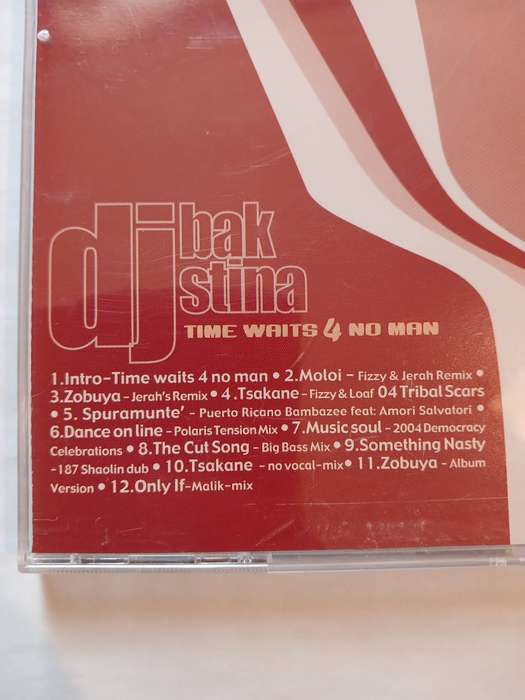 dj bak
stina
TIME WAITS 4 NO MAN
1.Intro-Time waits 4 no man • 2.Moloi - Fizzy & Jerah Remix •
3.Zobuya - Jerah's Remix • 4.Tsakane - Fizzy & Loaf 04 Tribal Scars
• 5. Spuramunte' - Puerto Ricano Bambazee feat: Amori Salvatori •
6.Dance on line - Polaris Tension Mix • 7.Music soul - 2004 Democracy
Celebrations • 8.The Cut Song - Big Bass Mix • 9.Something Nasty
-187 Shaolin dub • 10.Tsakane - no vocal-mix• 11.Zobuya - Album
Version • 12.Only If-Malik-mix